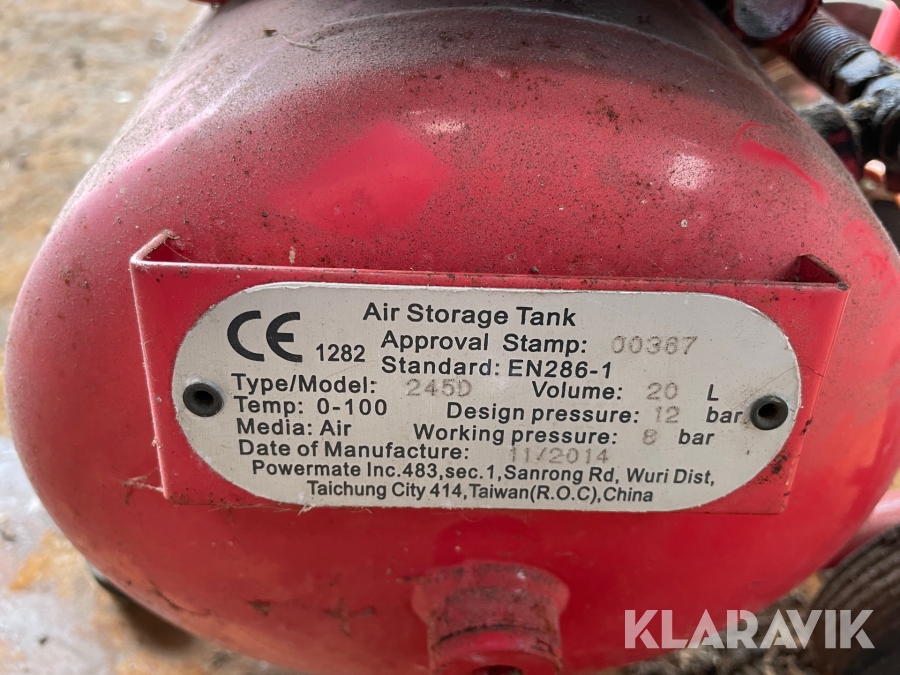 Air Storage Tank
CE 1282 Approval Stamp: 00367
Standard: EN286-1
Type/Model: 245D Volume: 20 L
Temp: 0-100 Design pressure: 12 bar
Media: Air Working pressure: 8 bar
Date of Manufacture: 11/2014
Powermate Inc.483,sec.1,Sanrong Rd, Wuri Dist,
Taichung City 414,Taiwan(R.O.C),China
KLARAVIK